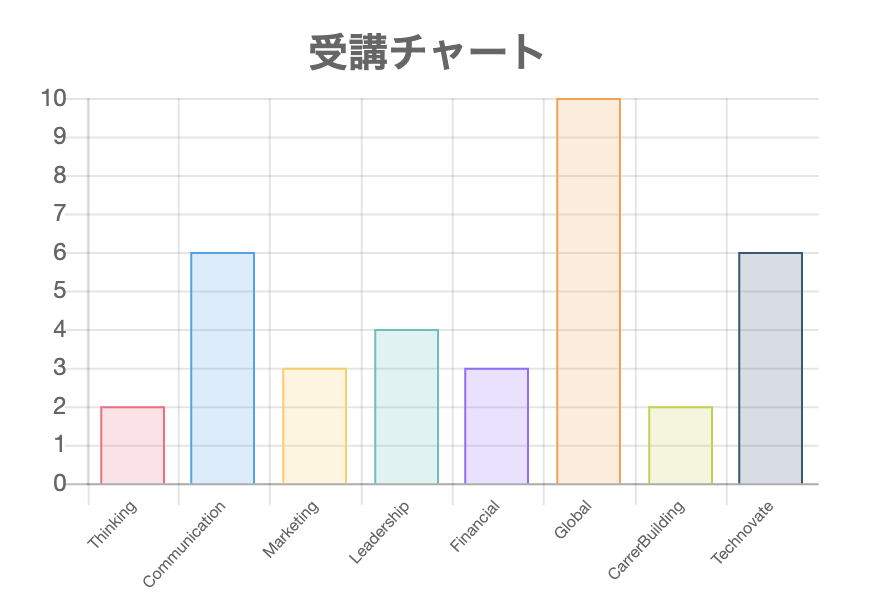 受講チャート
10
9
8
7
6
5
4
3
2
1
0
Thinking
Communication
Marketing
Leadership
Financial
Global
CarrerBuilding
Technovate